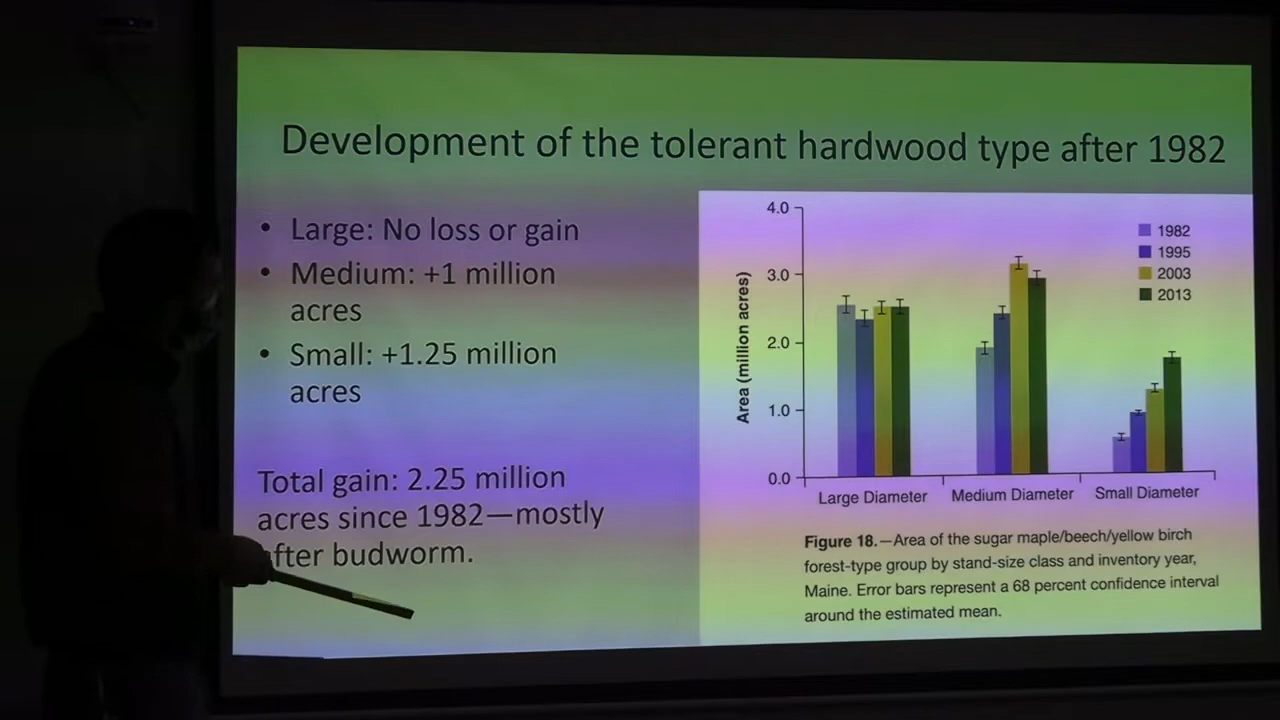 Development of the tolerant hardwood type after 1982
• Large: No loss or gain
• Medium: +1 million
acres
• Small: +1.25 million
acres
Total gain: 2.25 million
acres since 1982—mostly
after budworm.
4.0
3.0
2.0
1.0
0.0
Area (million acres)
1982
1995
2003
2013
Large Diameter Medium Diameter Small Diameter
Figure 18.—Area of the sugar maple/beech/yellow birch
forest-type group by stand-size class and inventory year,
Maine. Error bars represent a 68 percent confidence interval
around the estimated mean.